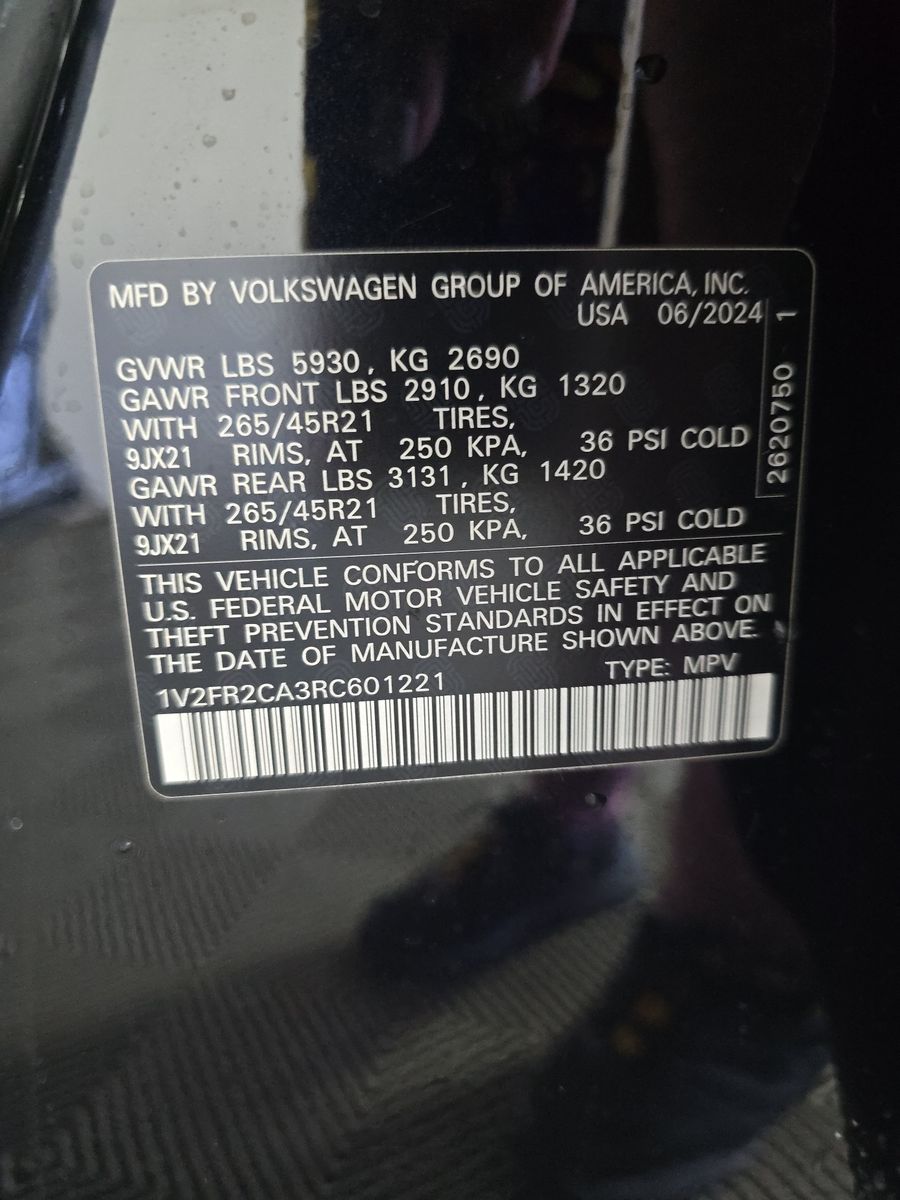 MFD BY VOLKSWAGEN GROUP OF AMERICA, INC.
USA 06/2024
GVWR LBS 5930, KG 2690
GAWR FRONT LBS 2910, KG 1320
WITH 265/45R21 TIRES,
9JX21 RIMS, AT 250 KPA, 36 PSI COLD
GAWR REAR LBS 3131, KG 1420
WITH 265/45R21 TIRES,
9JX21 RIMS, AT 250 KPA, 36 PSI COLD
2620750 1
THIS VEHICLE CONFORMS TO ALL APPLICABLE
U.S. FEDERAL MOTOR VEHICLE SAFETY AND
THEFT PREVENTION STANDARDS IN EFFECT ON
THE DATE OF MANUFACTURE SHOWN ABOVE.
1V2FR2CA3RC601221 TYPE: MPV